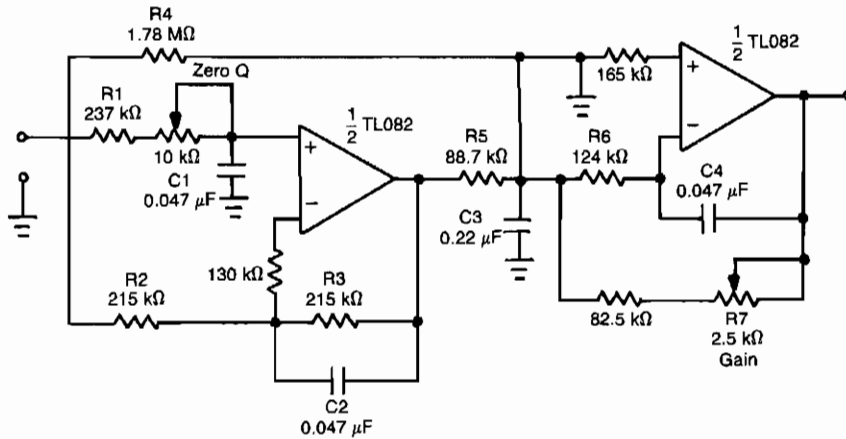 R4
1.78 MΩ
1/2 TL082
165 kΩ
+
−
Zero Q
R1
237 kΩ
10 kΩ
1/2 TL082
+
−
C1
0.047 μF
R5
88.7 kΩ
R6
124 kΩ
C4
0.047 μF
C3
0.22 μF
130 kΩ
R2
215 kΩ
R3
215 kΩ
82.5 kΩ
R7
2.5 kΩ
Gain
C2
0.047 μF